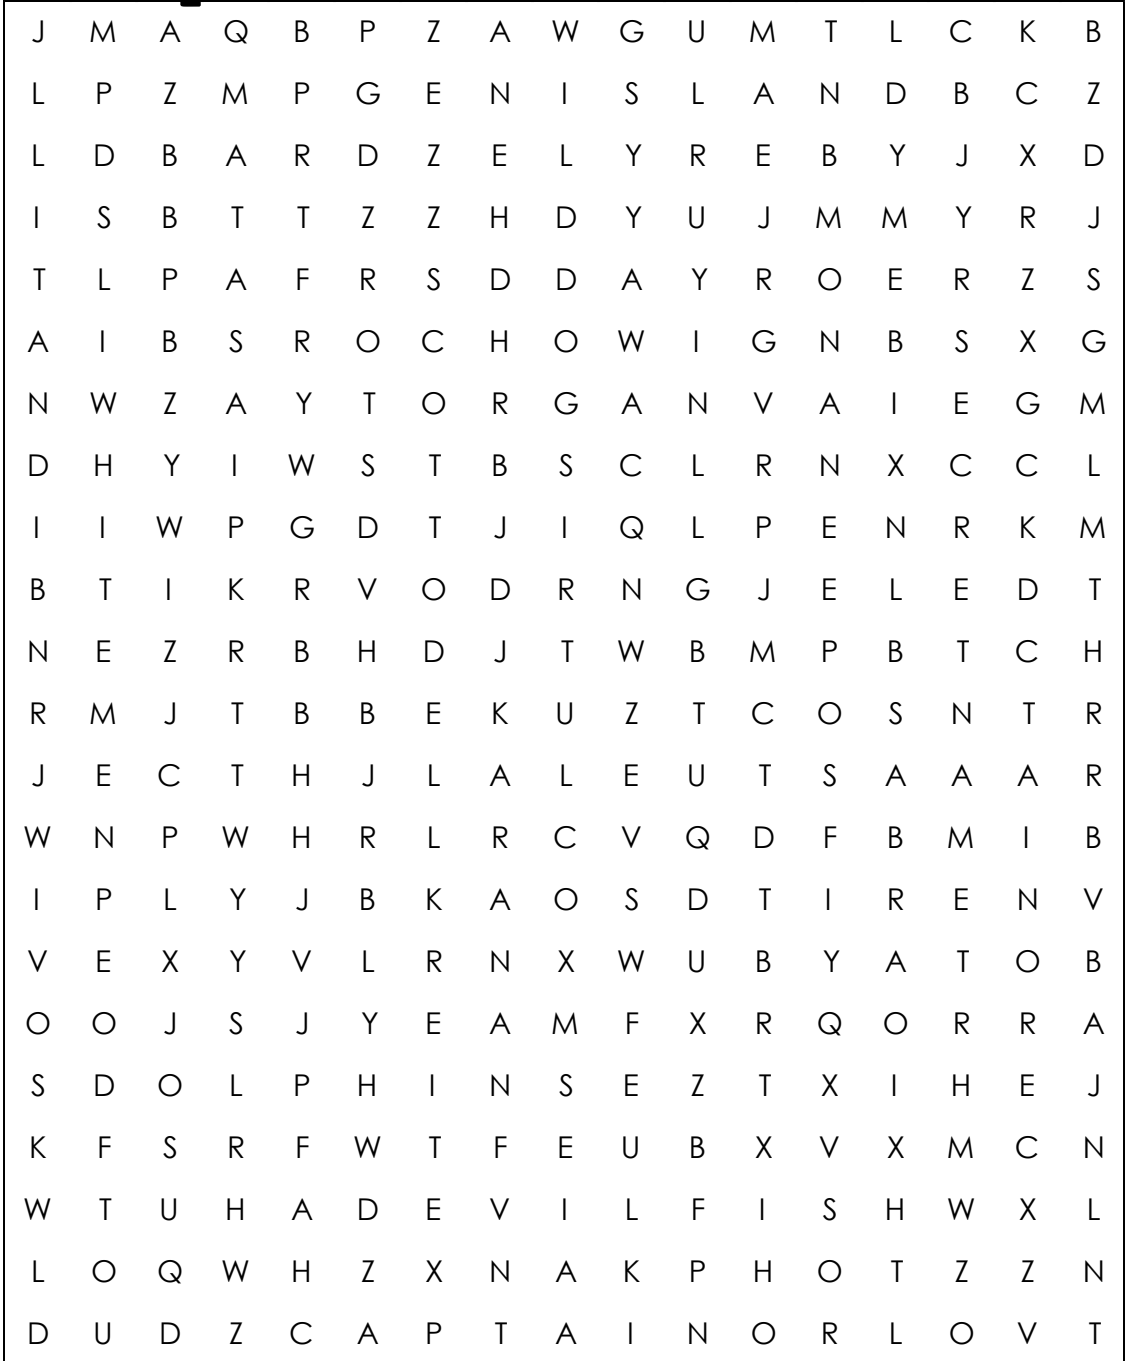 J M A Q B P Z A W G U M T L C K B
L P Z M P G E N I S L A N D B C Z
L D B A R D Z E L Y R E B Y J X D
I S B T T Z Z H D Y U J M M Y R J
T L P A F R S D D A Y R O E R Z S
A I B S R O C H O W I G N B S X G
N W Z A Y T O R G A N V A I E G M
D H Y I W S T B S C L R N X C C L
I I W P G D T J I Q L P E N R K M
B T I K R V O D R N G J E L E D T
N E Z R B H D J T W B M P B T C H
R M J T B B E K U Z T C O S N T R
J E C T H J L A L E U T S A A A R
W N P W H R L R C V Q D F B M I B
I P L Y J B K A O S D T I R E N V
V E X Y V L R N X W U B Y A T O B
O O J S J Y E A M F X R Q O R R A
S D O L P H I N S E Z T X I H E J
K F S R F W T F E U B X V X M C N
W T U H A D E V I L F I S H W X L
L O Q W H Z X N A K P H O T Z Z N
D U D Z C A P T A I N O R L O V T